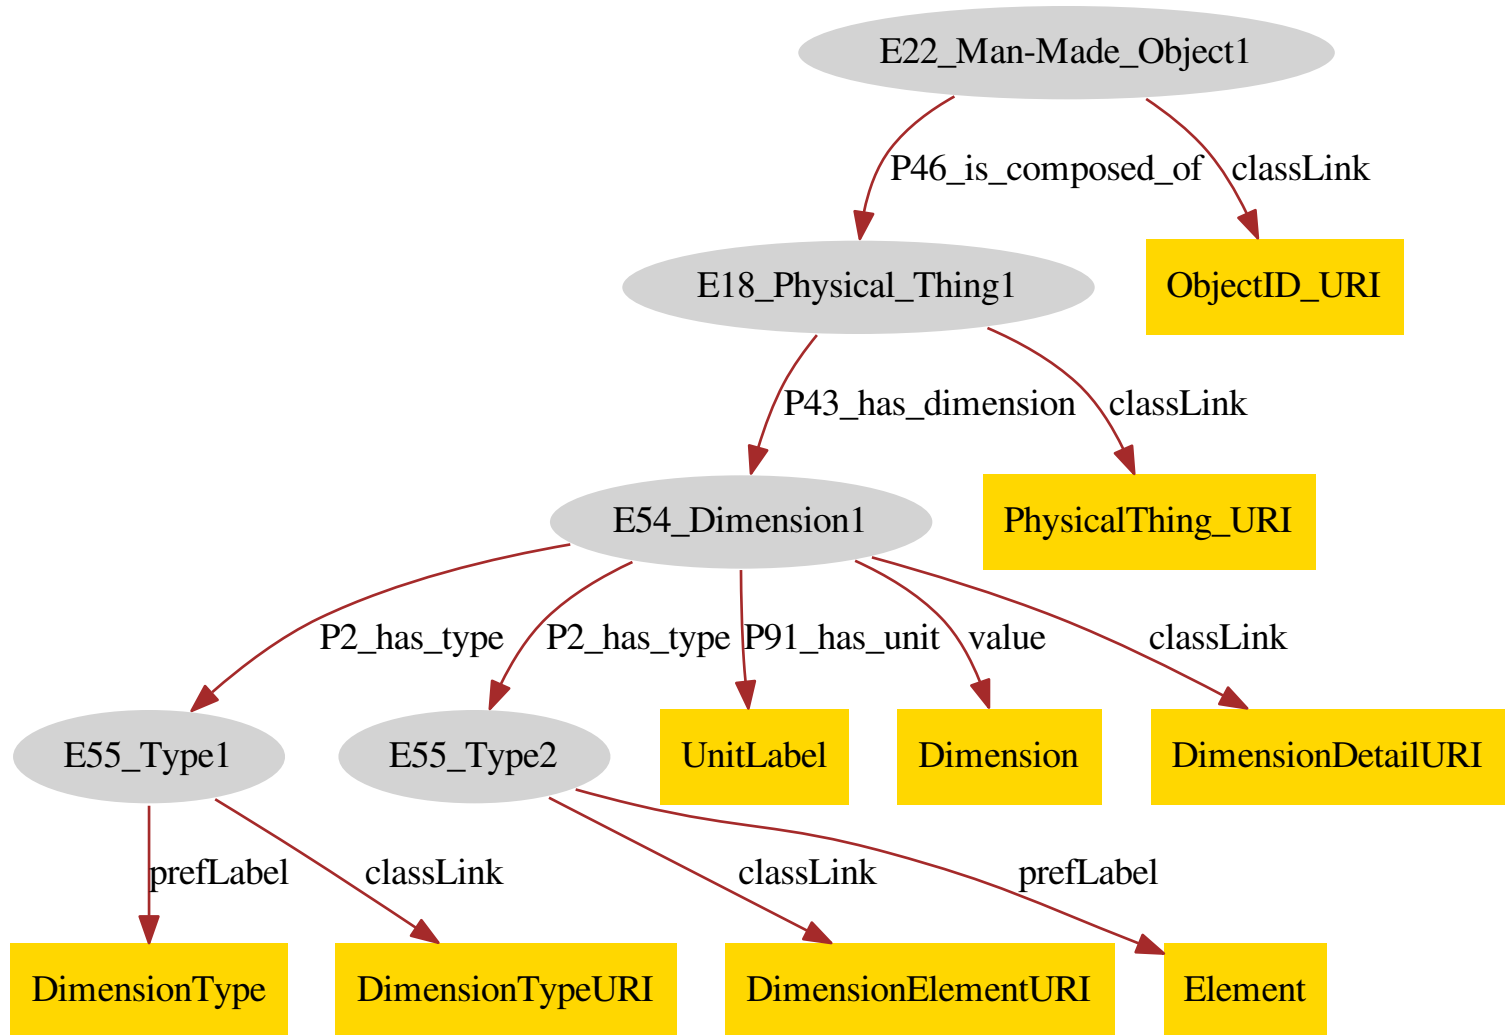 E22_Man-Made_Object1
P46_is_composed_of
classLink
E18_Physical_Thing1
ObjectID_URI
P43_has_dimension
classLink
E54_Dimension1
PhysicalThing_URI
P2_has_type
P2_has_type
P91_has_unit
value
classLink
E55_Type1
E55_Type2
UnitLabel
Dimension
DimensionDetailURI
prefLabel
classLink
classLink
prefLabel
DimensionType
DimensionTypeURI
DimensionElementURI
Element